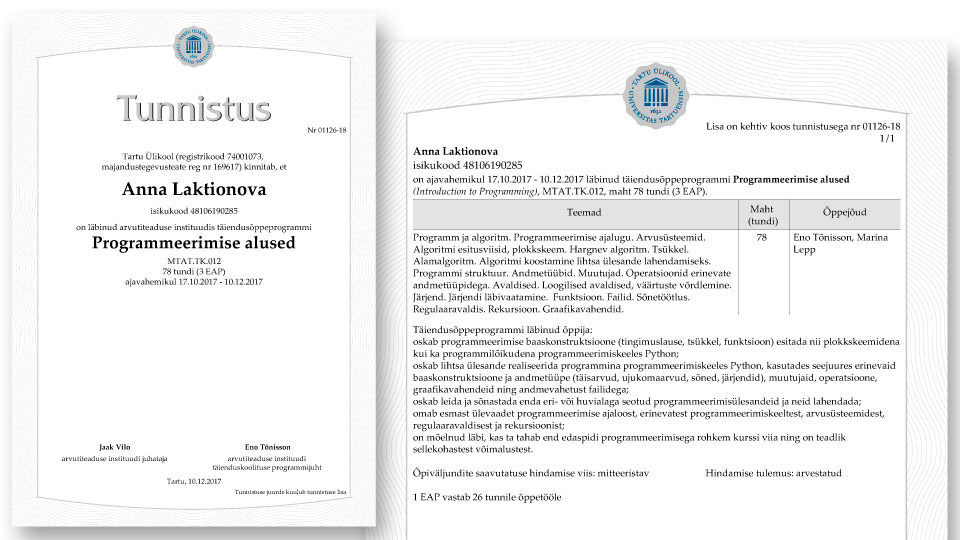 TARTU ÜLIKOOL
UNIVERSITAS TARTUENSIS
Tunnistus
Nr 01126-18
Tartu Ülikool (registrikood 74001073,
majandustegevusteate reg nr 169617) kinnitab, et
Anna Laktionova
isikukood 48106190285
on läbinud arvutiteaduse instituudis täiendusõppeprogrammi
Programmeerimise alused
MTAT.TK.012
78 tundi (3 EAP)
ajavahemikul 17.10.2017 - 10.12.2017
Jaak Vilo
arvutiteaduse instituudi juhataja
Eno Tõnisson
arvutiteaduse instituudi
täienduskoolituse programmijuht
Tartu, 10.12.2017
Tunnistuse juurde kuulub tunnistuse lisa
TARTU ÜLIKOOL
1632
UNIVERSITAS TARTUENSIS
Lisa on kehtiv koos tunnistusega nr 01126-18
1/1
Anna Laktionova
isikukood 48106190285
on ajavahemikul 17.10.2017 - 10.12.2017 läbinud täiendusõppeprogrammi Programmeerimise alused
(Introduction to Programming), MTAT.TK.012, maht 78 tundi (3 EAP).
Teemad
Maht
(tundi)
Õppejõud
Programm ja algoritm. Programmeerimise ajalugu. Arvusüsteemid.
Algoritmi esitusviisid, plokkskeem. Hargnev algoritm. Tsükkel.
Alamalgoritm. Algoritmi koostamine lihtsa ülesande lahendamiseks.
Programmi struktuur. Andmetüübid. Muutujad. Operatsioonid erinevate
andmetüüpidega. Avaldised. Loogilised avaldised, väärtuste võrdlemine.
Järjend. Järjendi läbivaatamine. Funktsioon. Failid. Sõnetöötlus.
Regulaaravaldis. Rekursioon. Graafikavahendid.
78
Eno Tõnisson, Marina
Lepp
Täiendusõppeprogrammi läbinud õppija:
oskab programmeerimise baaskonstruktsioone (tingimuslause, tsükkel, funktsioon) esitada nii plokkskeemidena
kui ka programmilõikudena programmeerimiskeeles Python;
oskab lihtsa ülesande realiseerida programmina programmeerimiskeeles Python, kasutades seejuures erinevaid
baaskonstruktsioone ja andmetüüpe (täisarvud, ujukomaarvud, sõned, järjendid), muutujaid, operatsioone,
graafikavahendeid ning andmevahetust failidega;
oskab leida ja sõnastada enda eri- või huvialaga seotud programmeerimisülesandeid ja neid lahendada;
omab esmast ülevaadet programmeerimise ajaloost, erinevatest programmeerimiskeeltest, arvusüsteemidest,
regulaaravaldisest ja rekursioonist;
on mõelnud läbi, kas ta tahab end edaspidi programmeerimisega rohkem kurssi viia ning on teadlik
sellekohastest võimalustest.
Õpiväljundite saavutatuse hindamise viis: mitteeristav
Hindamise tulemus: arvestatud
1 EAP vastab 26 tunnile õppetööle